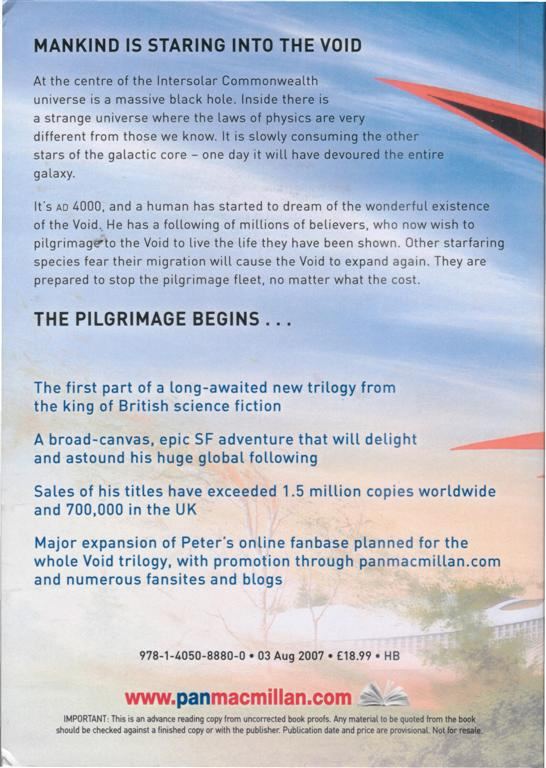 MANKIND IS STARING INTO THE VOID
At the centre of the Intersolar Commonwealth
universe is a massive black hole. Inside there is
a strange universe where the laws of physics are very
different from those we know. It is slowly consuming the other
stars of the galactic core – one day it will have devoured the entire
galaxy.
It's AD 4000, and a human has started to dream of the wonderful existence
of the Void. He has a following of millions of believers, who now wish to
pilgrimage to the Void to live the life they have been shown. Other starfaring
species fear their migration will cause the Void to expand again. They are
prepared to stop the pilgrimage fleet, no matter what the cost.
THE PILGRIMAGE BEGINS . . .
The first part of a long-awaited new trilogy from
the king of British science fiction
A broad-canvas, epic SF adventure that will delight
and astound his huge global following
Sales of his titles have exceeded 1.5 million copies worldwide
and 700,000 in the UK
Major expansion of Peter's online fanbase planned for the
whole Void trilogy, with promotion through panmacmillan.com
and numerous fansites and blogs
978-1-4050-8880-0 • 03 Aug 2007 • £18.99 • HB
www.panmacmillan.com
IMPORTANT: This is an advance reading copy from uncorrected book proofs. Any material to be quoted from the book
should be checked against a finished copy or with the publisher. Publication date and price are provisional. Not for resale.